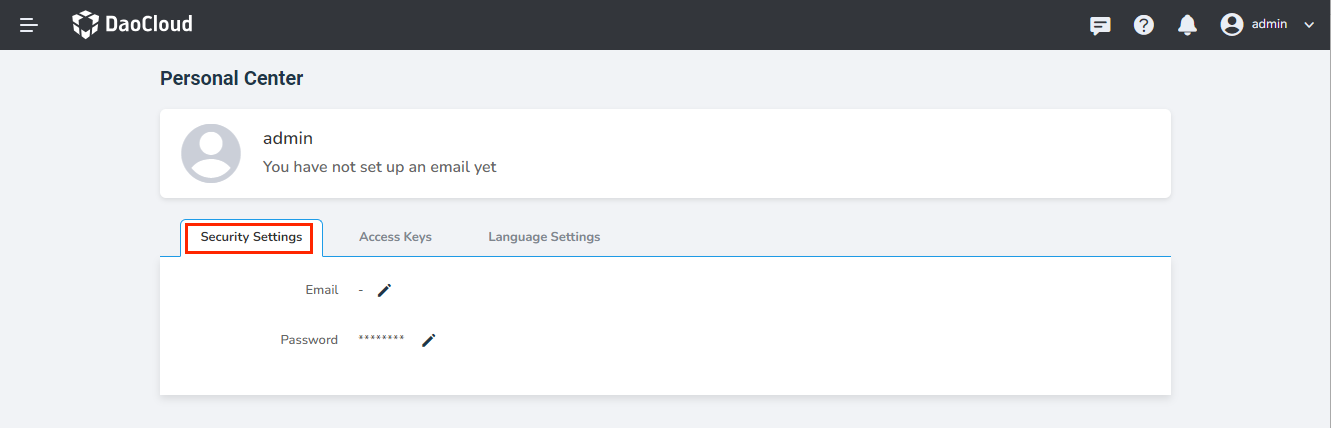 DaoCloud
admin
Personal Center
admin
You have not set up an email yet
Security Settings Access Keys Language Settings
Email -
Password ********